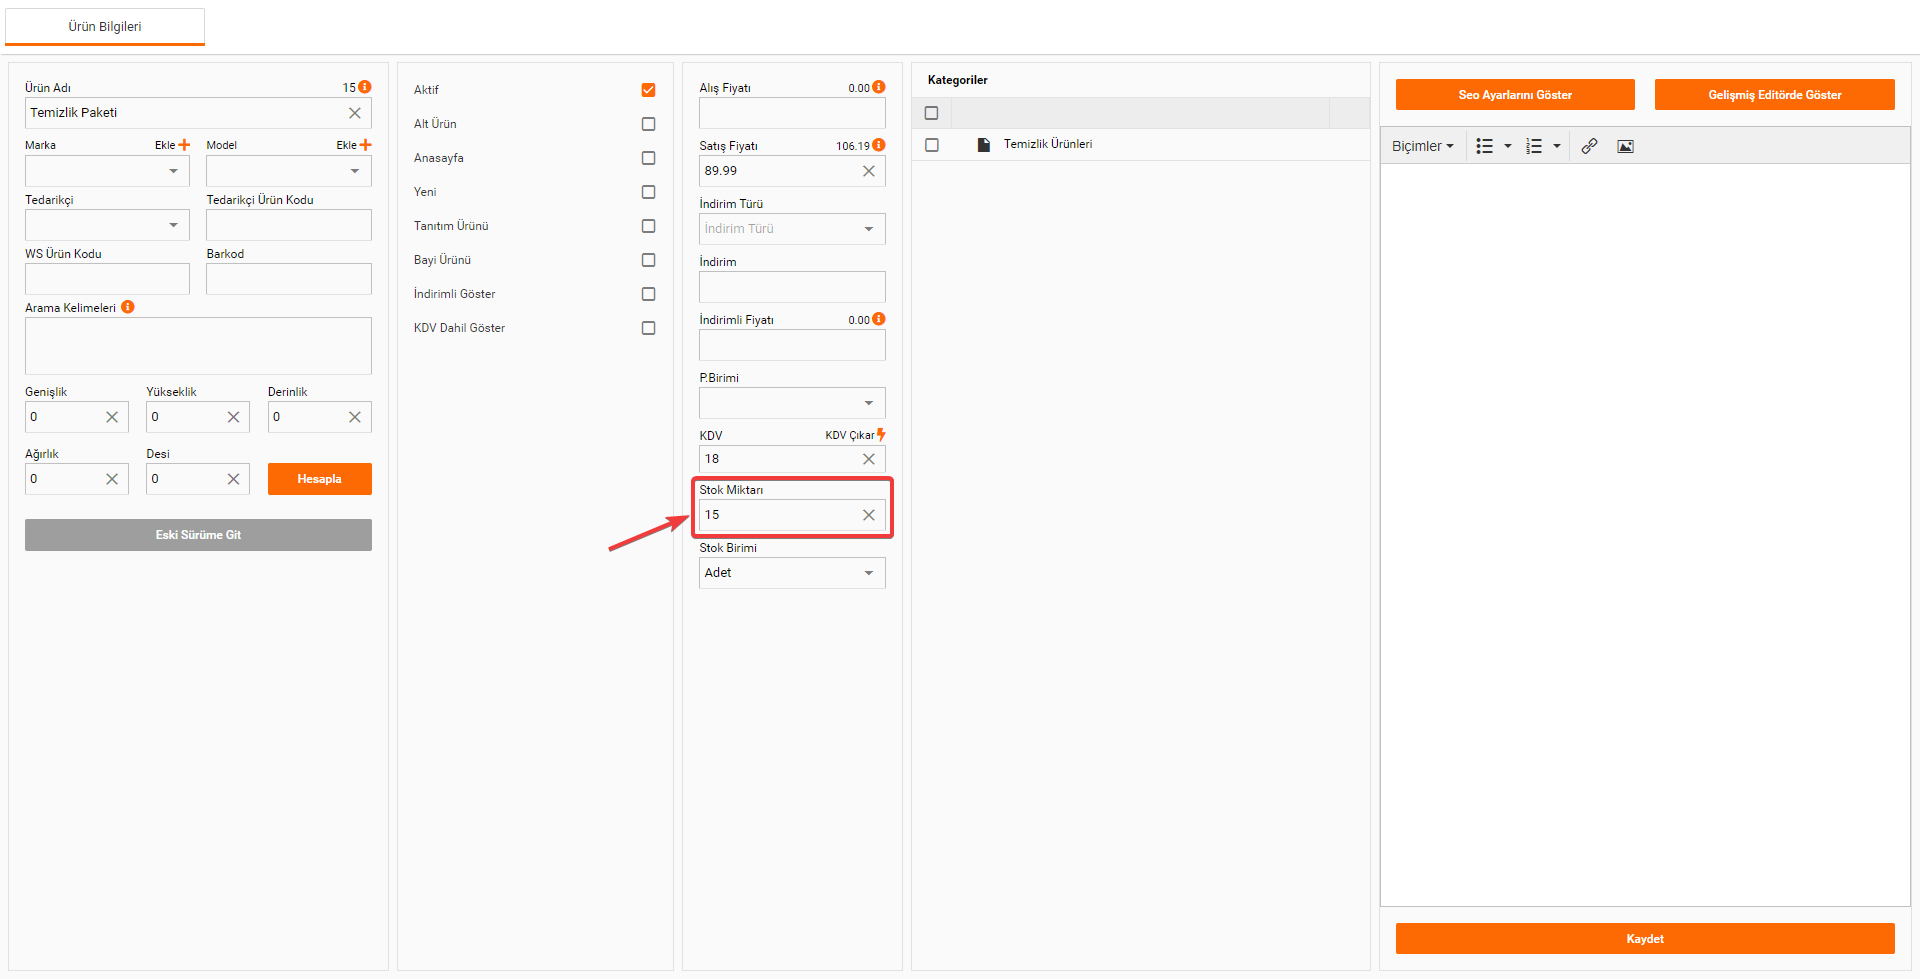 Ürün Bilgileri
Ürün Adı 15
Temizlik Paketi
Marka Ekle Model Ekle
Tedarikçi Tedarikçi Ürün Kodu
WS Ürün Kodu Barkod
Arama Kelimeleri
Genişlik Yükseklik Derinlik
0 0 0
Ağırlık Desi
0 0 Hesapla
Eski Sürüme Git
Aktif
Alt Ürün
Anasayfa
Yeni
Tanıtım Ürünü
Bayi Ürünü
İndirimli Göster
KDV Dahil Göster
Alış Fiyatı 0.00
Satış Fiyatı 106.19
89.99
İndirim Türü
İndirim Türü
İndirim
İndirimli Fiyatı 0.00
P.Birimi
KDV KDV Çıkar
18
Stok Miktarı
15
Stok Birimi
Adet
Kategoriler
Temizlik Ürünleri
Seo Ayarlarını Göster Gelişmiş Editörde Göster
Biçimler
Kaydet